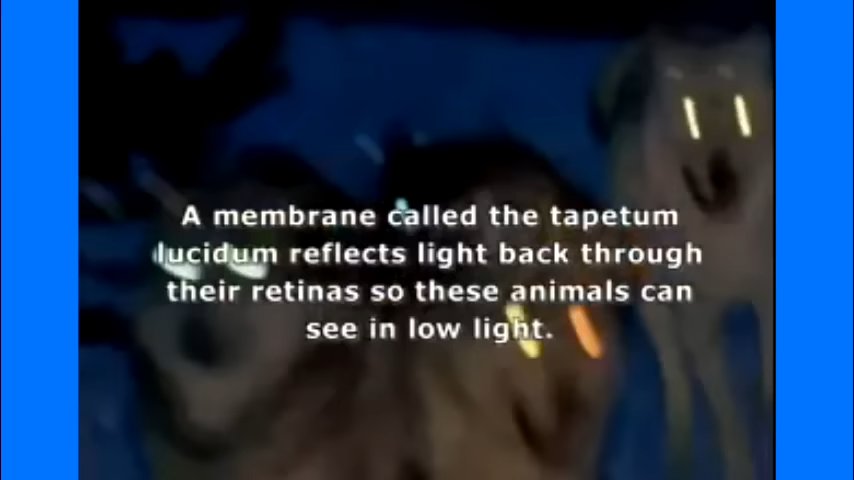 A membrane called the tapetum
lucidum reflects light back through
their retinas so these animals can
see in low light.